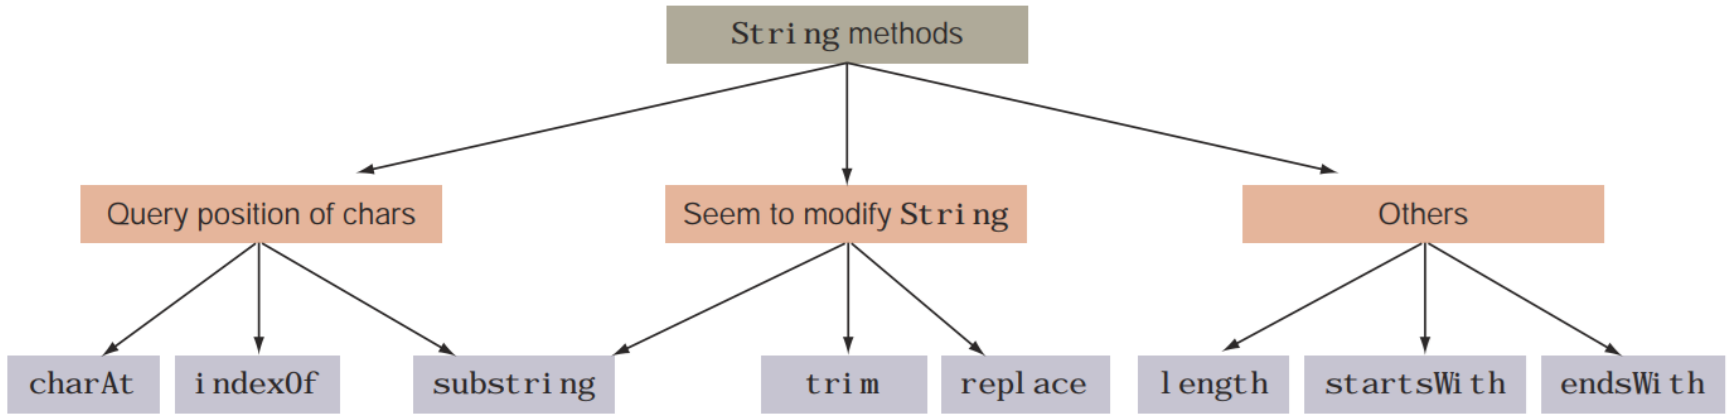 String methods
Query position of chars
Seem to modify String
Others
charAt
indexOf
substring
trim
replace
length
startsWith
endsWith